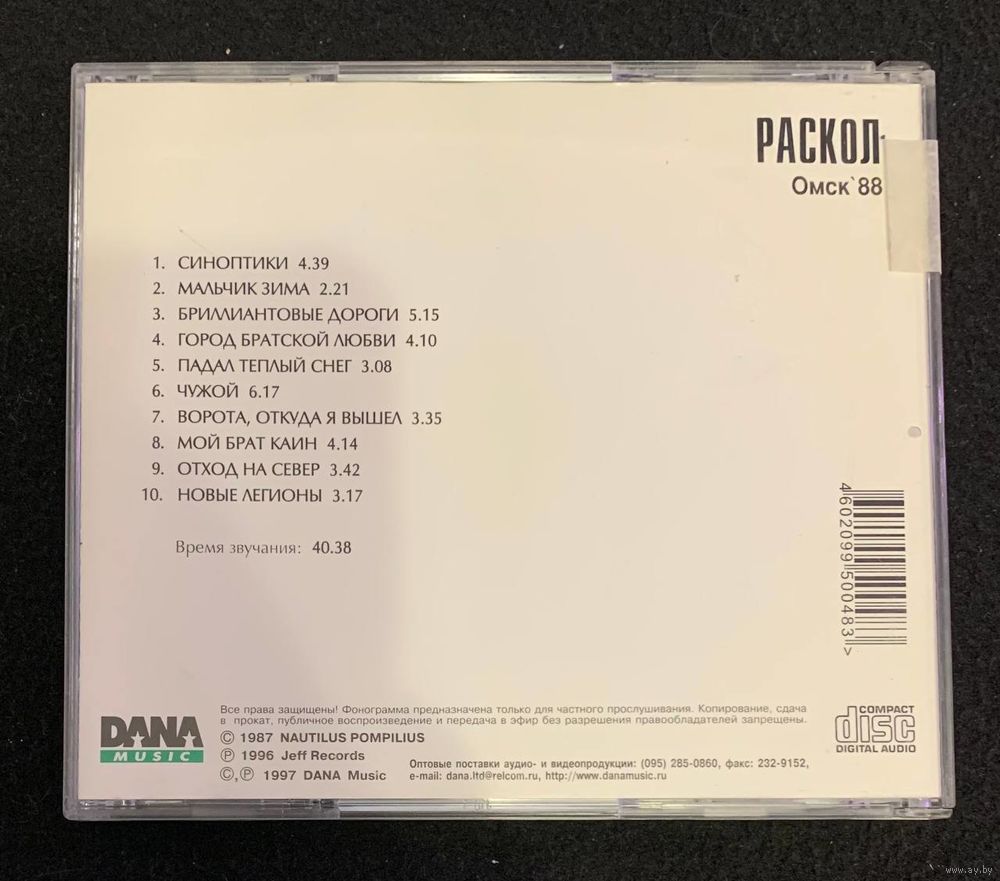 РАСКОЛ
Омск`88
1. СИНОПТИКИ 4.39
2. МАЛЬЧИК ЗИМА 2.21
3. БРИЛЛИАНТОВЫЕ ДОРОГИ 5.15
4. ГОРОД БРАТСКОЙ ЛЮБВИ 4.10
5. ПАДАЛ ТЕПЛЫЙ СНЕГ 3.08
6. ЧУЖОЙ 6.17
7. ВОРОТА, ОТКУДА Я ВЫШЕЛ 3.35
8. МОЙ БРАТ КАИН 4.14
9. ОТХОД НА СЕВЕР 3.42
10. НОВЫЕ ЛЕГИОНЫ 3.17
Время звучания: 40.38
4602099500483>
Все права защищены! Фонограмма предназначена только для частного прослушивания. Копирование, сдача
в прокат, публичное воспроизведение и передача в эфир без разрешения правообладателей запрещены.
DANA
MUSIC
© 1987 NAUTILUS POMPILIUS
℗ 1996 Jeff Records
©,℗ 1997 DANA Music
Оптовые поставки аудио- и видеопродукции: (095) 285-0860, факс: 232-9152,
e-mail: dana.ltd@relcom.ru, http://www.danamusic.ru
COMPACT
disc
DIGITAL AUDIO
www.ay.by